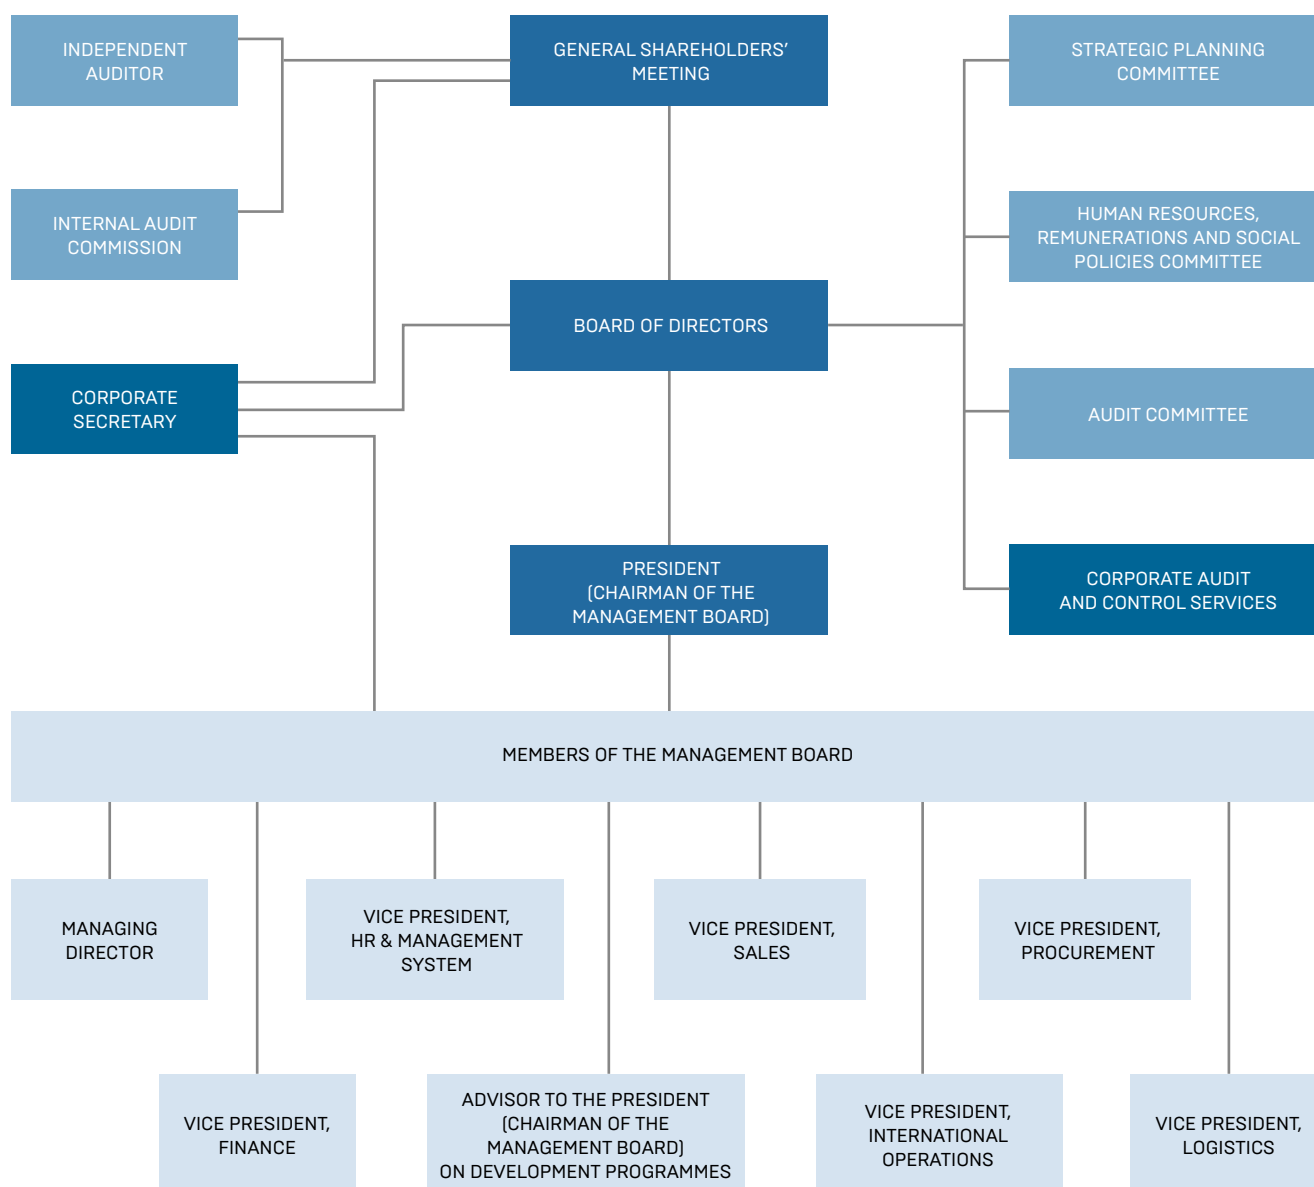 INDEPENDENT
AUDITOR
GENERAL SHAREHOLDERS’
MEETING
STRATEGIC PLANNING
COMMITTEE
INTERNAL AUDIT
COMMISSION
HUMAN RESOURCES,
REMUNERATIONS AND SOCIAL
POLICIES COMMITTEE
BOARD OF DIRECTORS
CORPORATE
SECRETARY
AUDIT COMMITTEE
PRESIDENT
(CHAIRMAN OF THE
MANAGEMENT BOARD)
CORPORATE AUDIT
AND CONTROL SERVICES
MEMBERS OF THE MANAGEMENT BOARD
MANAGING
DIRECTOR
VICE PRESIDENT,
HR & MANAGEMENT
SYSTEM
VICE PRESIDENT,
SALES
VICE PRESIDENT,
PROCUREMENT
VICE PRESIDENT,
FINANCE
ADVISOR TO THE PRESIDENT
(CHAIRMAN OF THE
MANAGEMENT BOARD)
ON DEVELOPMENT PROGRAMMES
VICE PRESIDENT,
INTERNATIONAL
OPERATIONS
VICE PRESIDENT,
LOGISTICS